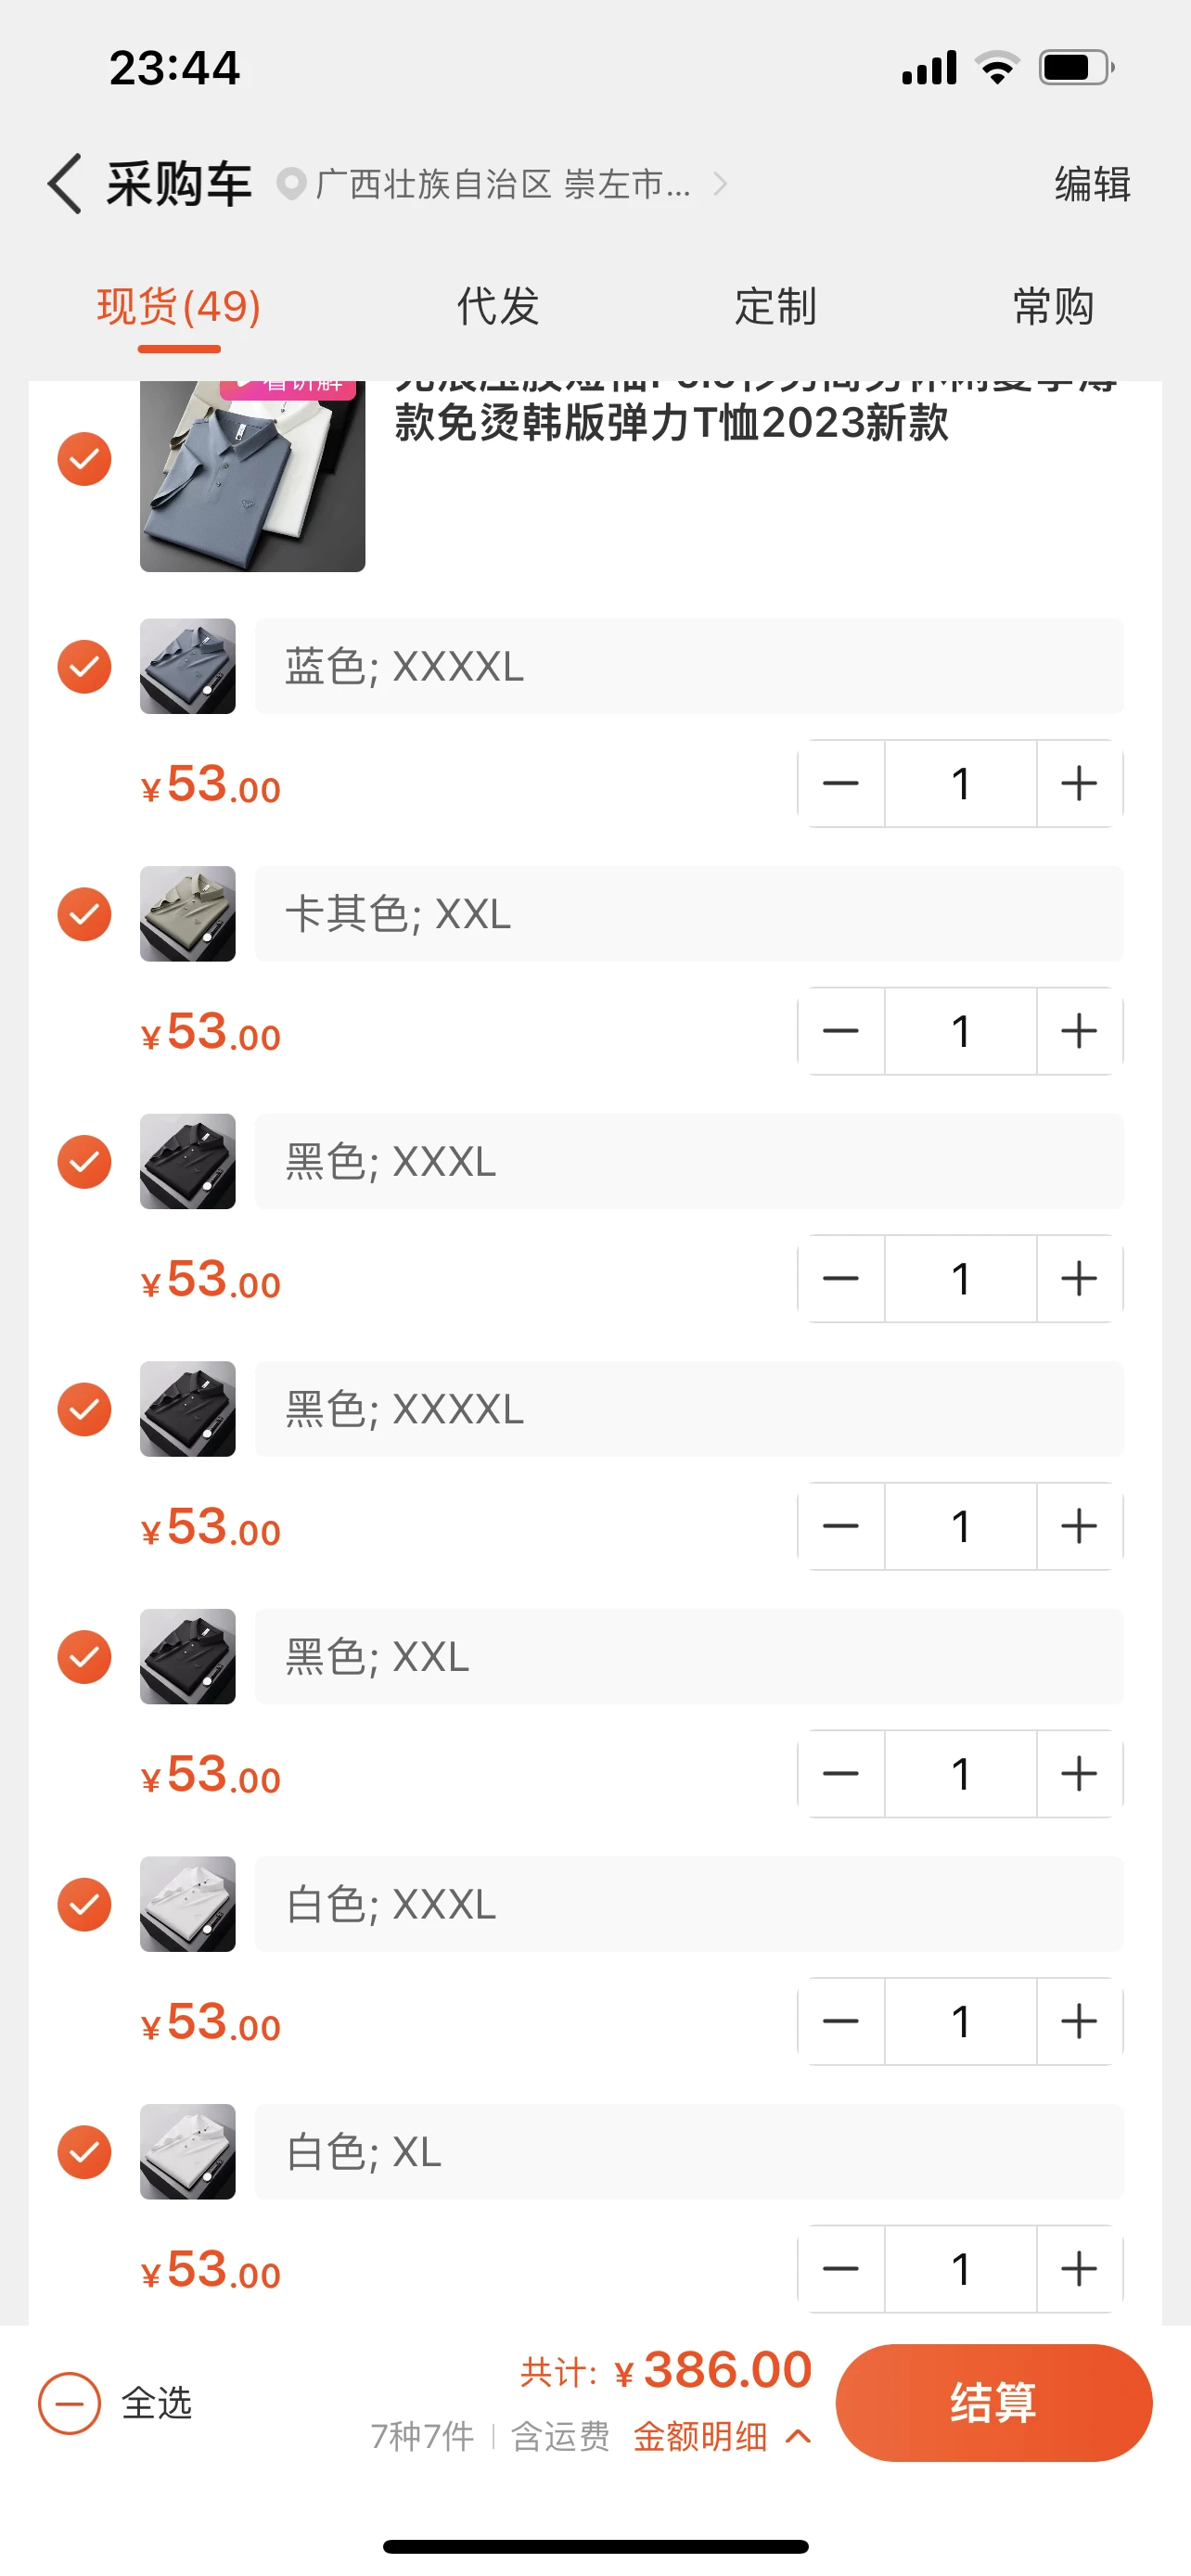 23:44
采购车
广西壮族自治区 崇左市...
编辑
现货(49)
代发
定制
常购
看讲解
款免烫韩版弹力T恤2023新款
蓝色; XXXXL
¥53.00
1
卡其色; XXL
¥53.00
1
黑色; XXXL
¥53.00
1
黑色; XXXXL
¥53.00
1
黑色; XXL
¥53.00
1
白色; XXXL
¥53.00
1
白色; XL
¥53.00
1
全选
共计: ¥386.00
7种7件
含运费
金额明细
结算